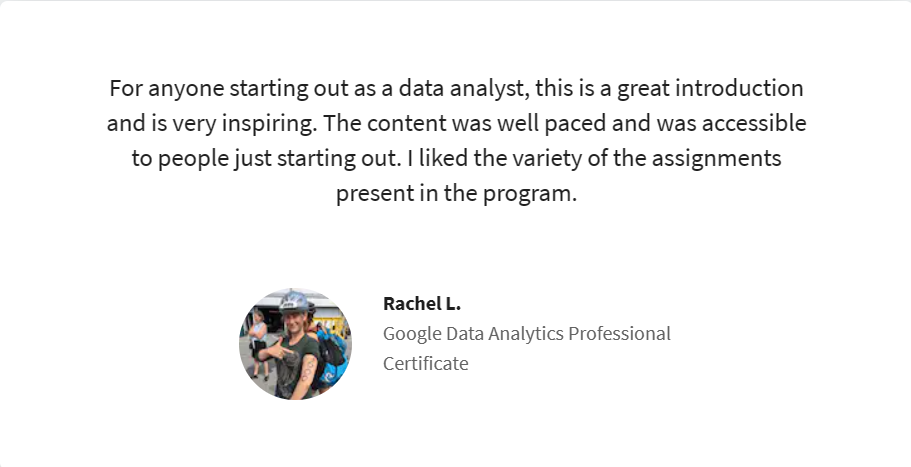 For anyone starting out as a data analyst, this is a great introduction
and is very inspiring. The content was well paced and was accessible
to people just starting out. I liked the variety of the assignments
present in the program.
Rachel L.
Google Data Analytics Professional
Certificate